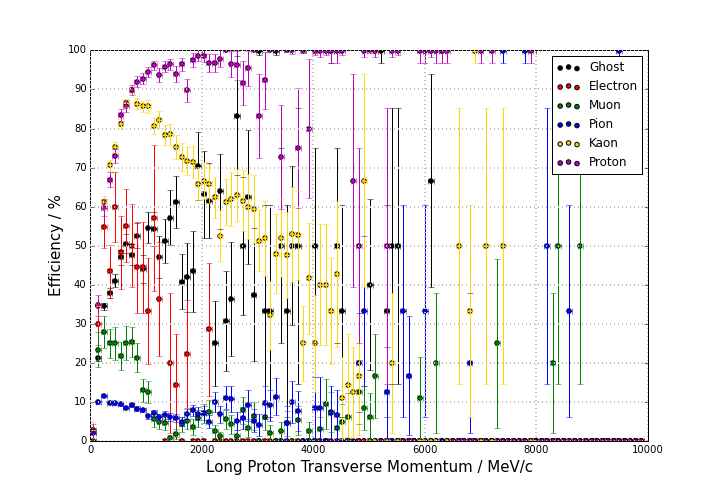 100
90
80
70
60
50
40
30
20
10
0
Efficiency / %
0 2000 4000 6000 8000 10000
Long Proton Transverse Momentum / MeV/c
Ghost
Electron
Muon
Pion
Kaon
Proton